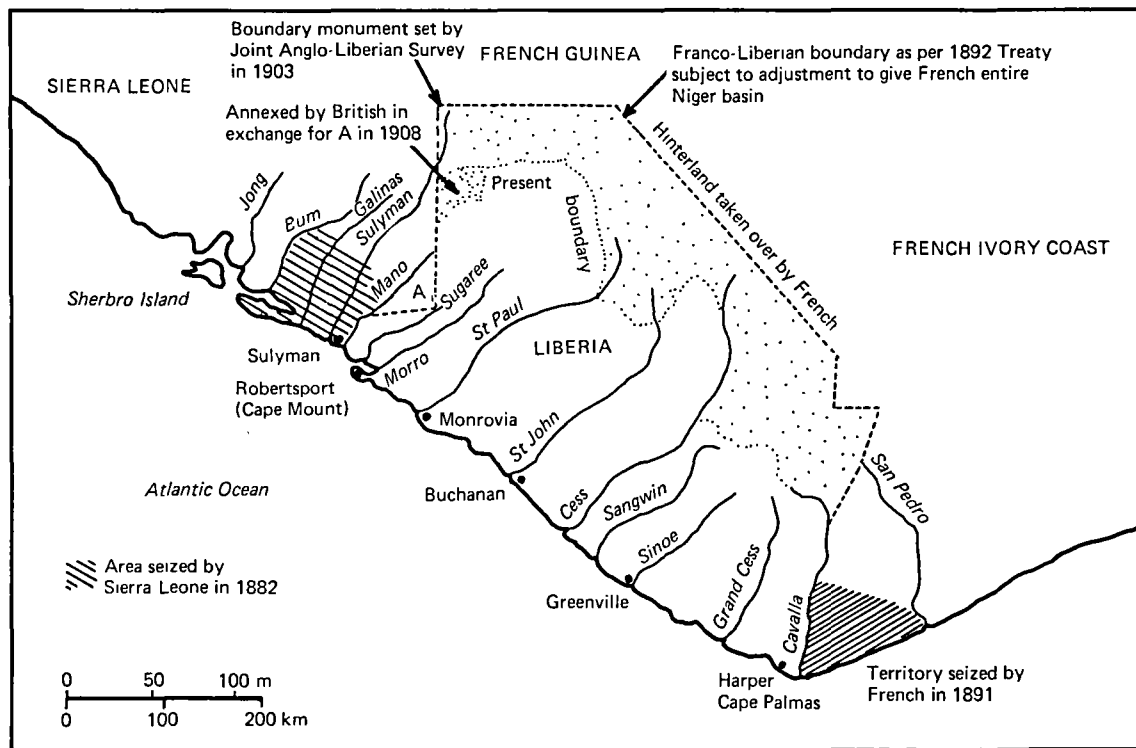 Boundary monument set by
Joint Anglo-Liberian Survey
in 1903
FRENCH GUINEA
Franco-Liberian boundary as per 1892 Treaty
subject to adjustment to give French entire
Niger basin
SIERRA LEONE
Annexed by British in
exchange for A in 1908
Hinterland taken over by French
Present
boundary
Jong
Bum
Galinas
Sulyman
Mano
A
Sugaree
FRENCH IVORY COAST
Sherbro Island
St Paul
LIBERIA
Sulyman
Morro
Robertsport
(Cape Mount)
Monrovia
St John
Buchanan
Cess
Sangwin
San Pedro
Atlantic Ocean
Sinoe
Area seized by
Sierra Leone in 1882
Greenville
Grand Cess
Cavalla
Harper
Cape Palmas
Territory seized by
French in 1891
0 50 100 m
0 100 200 km